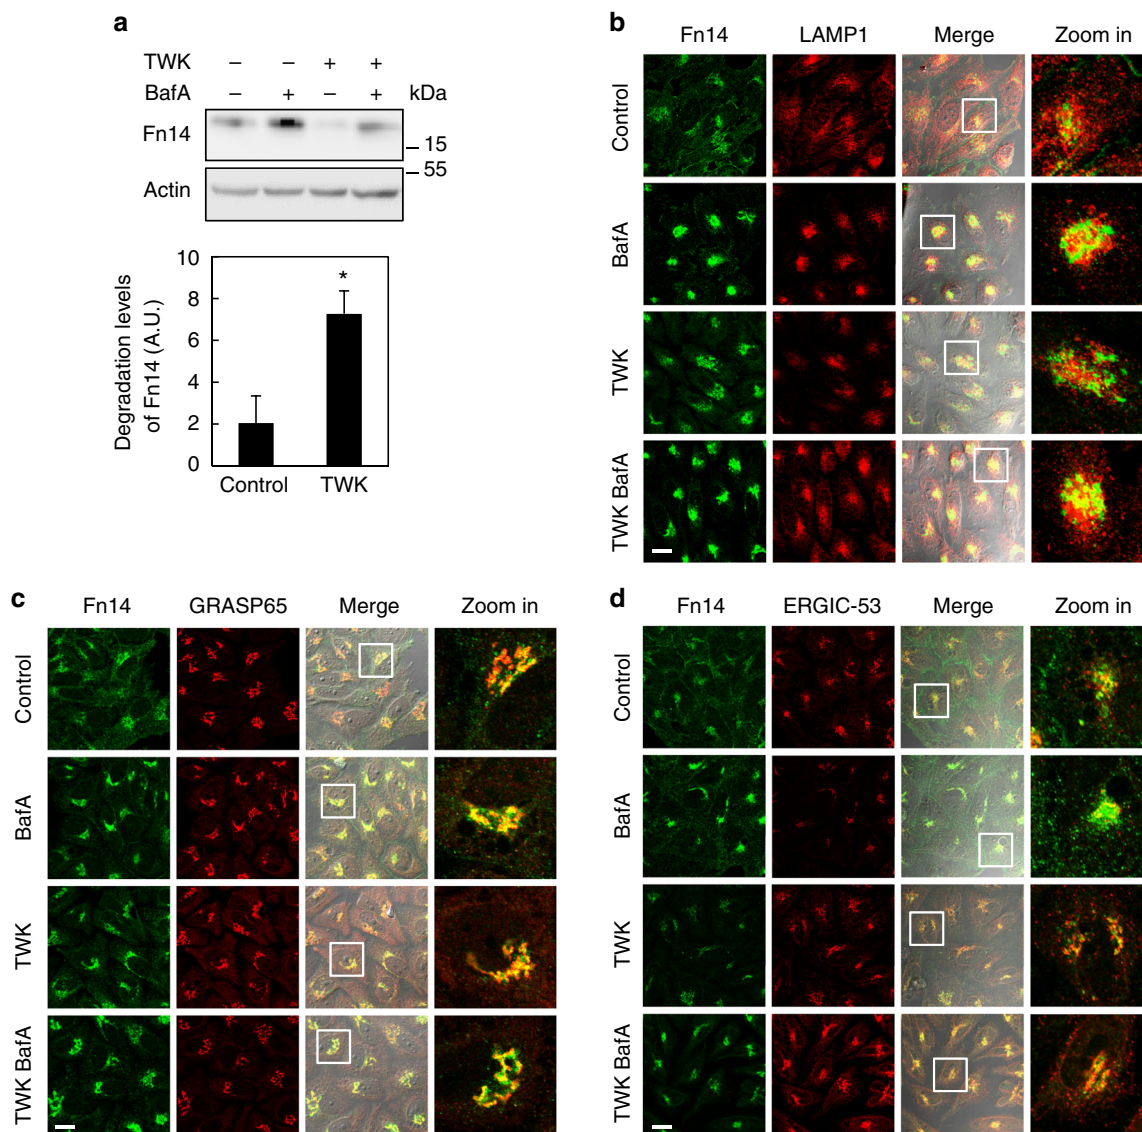 a
TWK – – + +
BafA – + – + kDa
Fn14
15
55
Actin
Degradation levels
of Fn14 (A.U.)
10
8
6
4
2
0
*
Control TWK
b
Fn14 LAMP1 Merge Zoom in
Control
BafA
TWK
TWK BafA
c
Fn14 GRASP65 Merge Zoom in
Control
BafA
TWK
TWK BafA
d
Fn14 ERGIC-53 Merge Zoom in
Control
BafA
TWK
TWK BafA